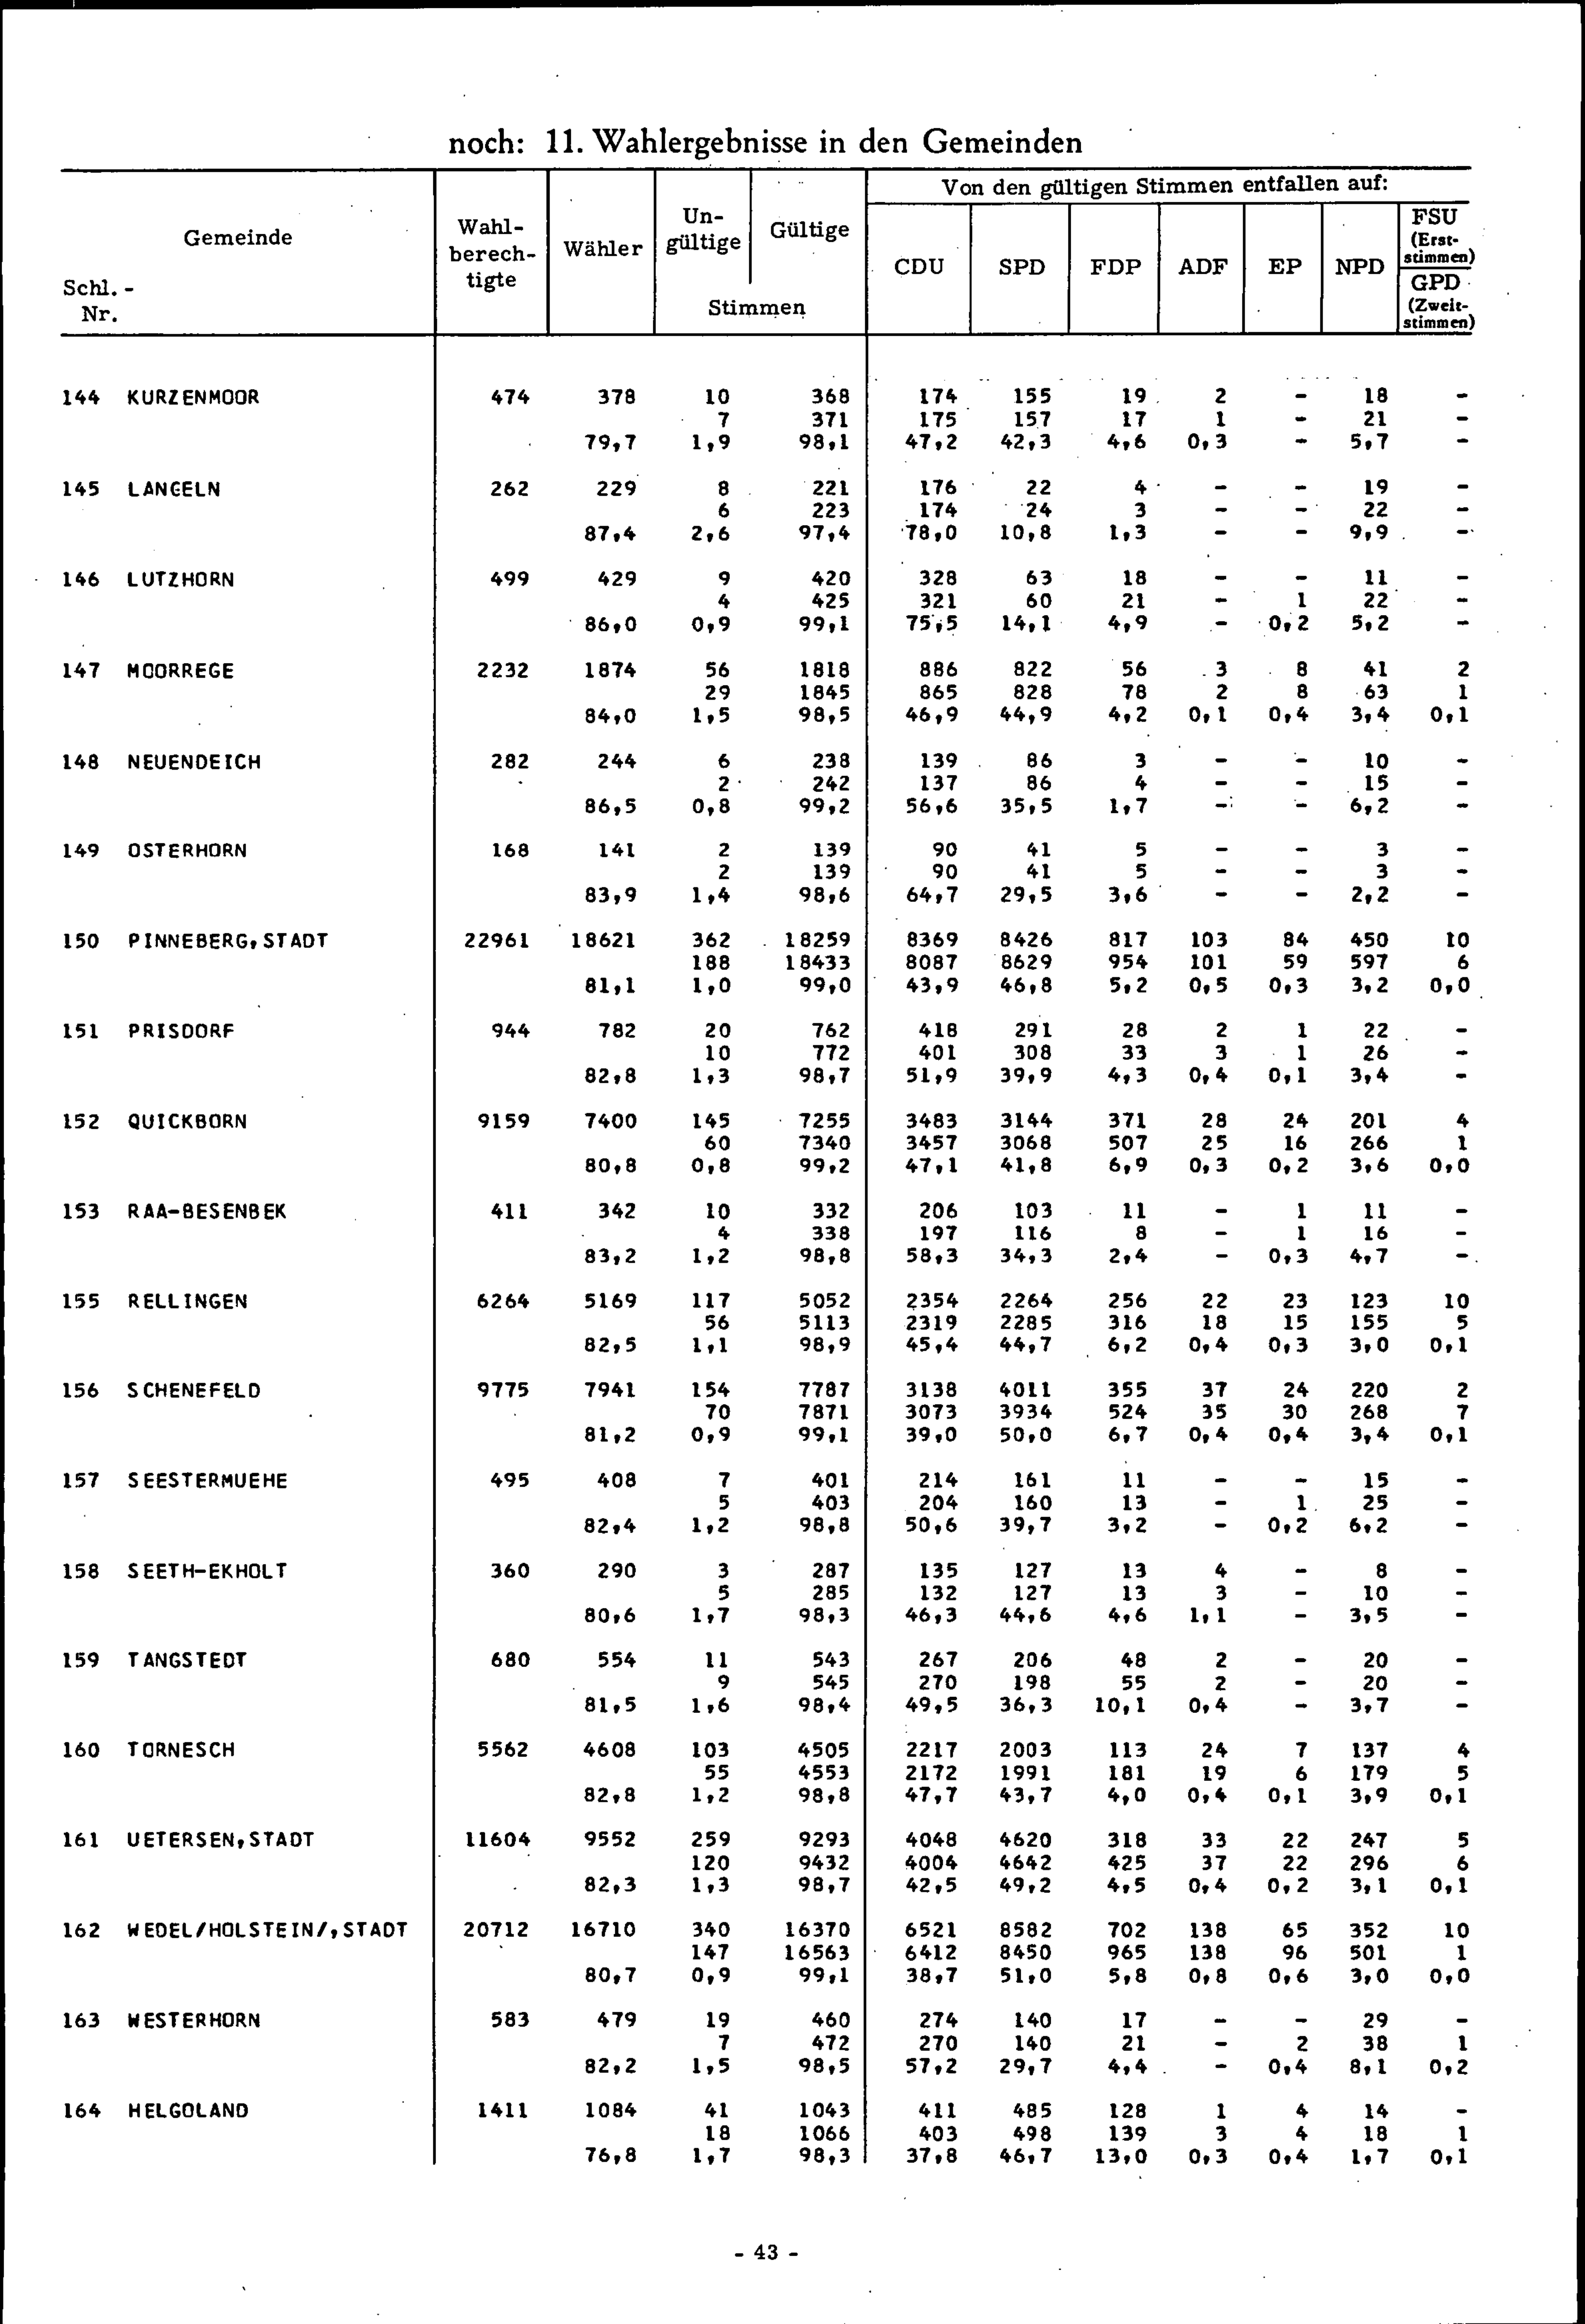 noch: 11. Wahlergebnisse in den Gemeinden
Von den gültigen Stimmen entfallen auf:
Gemeinde
Schl.-
Nr.
Wahl-
berech-
tigte
Wähler
Un-
gültige
Gültige
Stimmen
CDU SPD FDP ADF EP NPD
FSU
(Erst-
stimmen)
GPD
(Zweit-
stimmen)
144 KURZENMOOR 474 378 10 368 174 155 19 2 - 18 -
7 371 175 157 17 1 - 21 -
79,7 1,9 98,1 47,2 42,3 4,6 0,3 - 5,7 -
145 LANGELN 262 229 8 221 176 22 4 - - 19 -
6 223 174 24 3 - - 22 -
87,4 2,6 97,4 78,0 10,8 1,3 - - 9,9 -
146 LUTZHORN 499 429 9 420 328 63 18 - - 11 -
4 425 321 60 21 - 1 22 -
86,0 0,9 99,1 75,5 14,1 4,9 - 0,2 5,2 -
147 MOORREGE 2232 1874 56 1818 886 822 56 3 8 41 2
29 1845 865 828 78 2 8 63 1
84,0 1,5 98,5 46,9 44,9 4,2 0,1 0,4 3,4 0,1
148 NEUENDEICH 282 244 6 238 139 86 3 - - 10 -
2 242 137 86 4 - - 15 -
86,5 0,8 99,2 56,6 35,5 1,7 - - 6,2 -
149 OSTERHORN 168 141 2 139 90 41 5 - - 3 -
2 139 90 41 5 - - 3 -
83,9 1,4 98,6 64,7 29,5 3,6 - - 2,2 -
150 PINNEBERG,STADT 22961 18621 362 18259 8369 8426 817 103 84 450 10
188 18433 8087 8629 954 101 59 597 6
81,1 1,0 99,0 43,9 46,8 5,2 0,5 0,3 3,2 0,0
151 PRISDORF 944 782 20 762 418 291 28 2 1 22 -
10 772 401 308 33 3 1 26 -
82,8 1,3 98,7 51,9 39,9 4,3 0,4 0,1 3,4 -
152 QUICKBORN 9159 7400 145 7255 3483 3144 371 28 24 201 4
60 7340 3457 3068 507 25 16 266 1
80,8 0,8 99,2 47,1 41,8 6,9 0,3 0,2 3,6 0,0
153 RAA-BESENBEK 411 342 10 332 206 103 11 - 1 11 -
4 338 197 116 8 - 1 16 -
83,2 1,2 98,8 58,3 34,3 2,4 - 0,3 4,7 -
155 RELLINGEN 6264 5169 117 5052 2354 2264 256 22 23 123 10
56 5113 2319 2285 316 18 15 155 5
82,5 1,1 98,9 45,4 44,7 6,2 0,4 0,3 3,0 0,1
156 SCHENEFELD 9775 7941 154 7787 3138 4011 355 37 24 220 2
70 7871 3073 3934 524 35 30 268 7
81,2 0,9 99,1 39,0 50,0 6,7 0,4 0,4 3,4 0,1
157 SEESTERMUEHE 495 408 7 401 214 161 11 - - 15 -
5 403 204 160 13 - 1 25 -
82,4 1,2 98,8 50,6 39,7 3,2 - 0,2 6,2 -
158 SEETH-EKHOLT 360 290 3 287 135 127 13 4 - 8 -
5 285 132 127 13 3 - 10 -
80,6 1,7 98,3 46,3 44,6 4,6 1,1 - 3,5 -
159 TANGSTEDT 680 554 11 543 267 206 48 2 - 20 -
9 545 270 198 55 2 - 20 -
81,5 1,6 98,4 49,5 36,3 10,1 0,4 - 3,7 -
160 TORNESCH 5562 4608 103 4505 2217 2003 113 24 7 137 4
55 4553 2172 1991 181 19 6 179 5
82,8 1,2 98,8 47,7 43,7 4,0 0,4 0,1 3,9 0,1
161 UETERSEN,STADT 11604 9552 259 9293 4048 4620 318 33 22 247 5
120 9432 4004 4642 425 37 22 296 6
82,3 1,3 98,7 42,5 49,2 4,5 0,4 0,2 3,1 0,1
162 WEDEL/HOLSTEIN/,STADT 20712 16710 340 16370 6521 8582 702 138 65 352 10
147 16563 6412 8450 965 138 96 501 1
80,7 0,9 99,1 38,7 51,0 5,8 0,8 0,6 3,0 0,0
163 WESTERHORN 583 479 19 460 274 140 17 - - 29 -
7 472 270 140 21 - 2 38 1
82,2 1,5 98,5 57,2 29,7 4,4 - 0,4 8,1 0,2
164 HELGOLAND 1411 1084 41 1043 411 485 128 1 4 14 -
18 1066 403 498 139 3 4 18 1
76,8 1,7 98,3 37,8 46,7 13,0 0,3 0,4 1,7 0,1
- 43 -